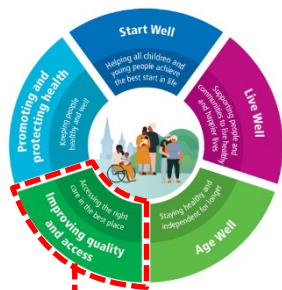 Start Well
Helping all children and
young people achieve
the best start in life
Live Well
Supporting people and
communities to live healthy
and happier lives
Age Well
Staying healthy and
independent for longer
Improving quality
and access
Accessing the right
care in the best place
Promoting and
protecting health
Keeping people
healthy and well